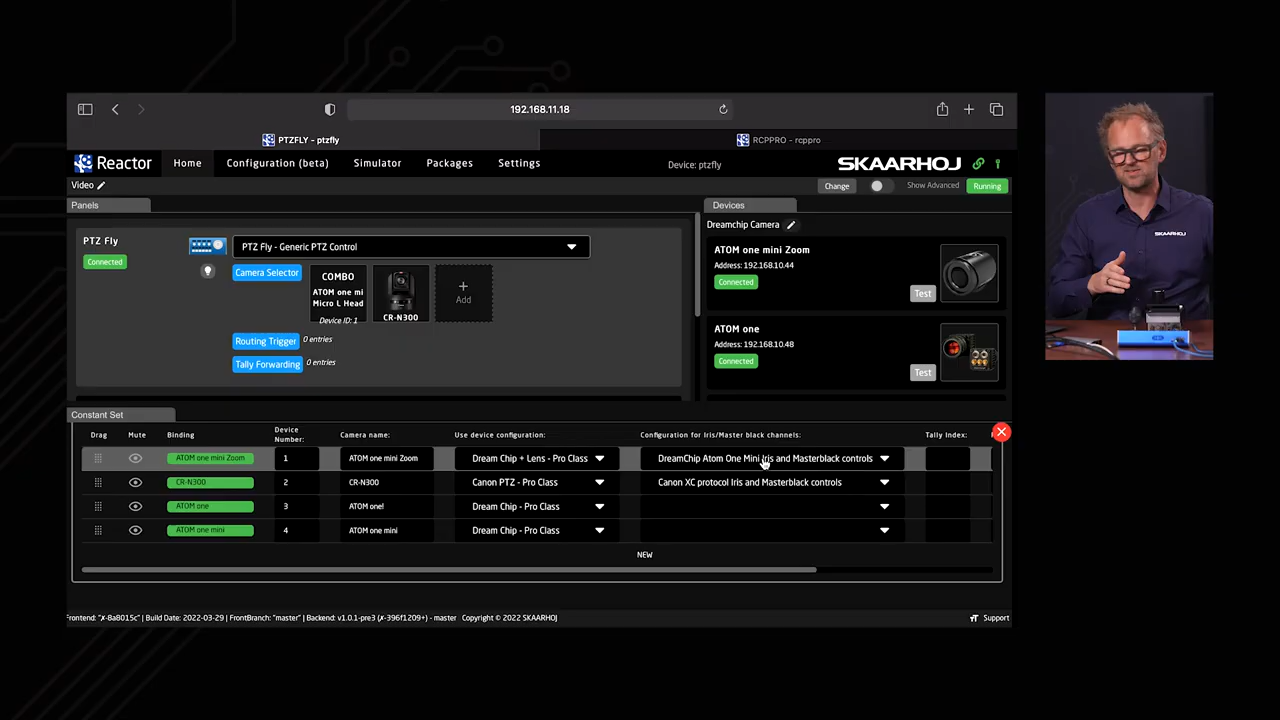 192.168.11.18
PTZFLY – ptzfly
RCPPRO – rcppro
Reactor
Home
Configuration (beta)
Simulator
Packages
Settings
Device: ptzfly
SKAARHOJ
Video
Change
Show Advanced
Running
Panels
Devices
PTZ Fly
Connected
PTZ Fly - Generic PTZ Control
Camera Selector
COMBO
ATOM one mi
Micro L Head
Device ID: 1
CR-N300
+
Add
Routing Trigger
0 entries
Tally Forwarding
0 entries
Dreamchip Camera
ATOM one mini Zoom
Address: 192.168.10.44
Connected
Test
ATOM one
Address: 192.168.10.48
Connected
Test
Constant Set
Drag
Mute
Binding
Device
Number:
Camera name:
Use device configuration:
Configuration for Iris/Master black channels:
Tally Index:
ATOM one mini Zoom
1
ATOM one mini Zoom
Dream Chip + Lens - Pro Class
DreamChip Atom One Mini Iris and Masterblack controls
CR-N300
2
CR-N300
Canon PTZ - Pro Class
Canon XC protocol Iris and Masterblack controls
ATOM one
3
ATOM one!
Dream Chip - Pro Class
ATOM one mini
4
ATOM one mini
Dream Chip - Pro Class
NEW
Frontend: "✗-8a8015c" | Build Date: 2022-03-29 | FrontBranch: "master" | Backend: v1.0.1-pre3 (✗-396f1209+) - master Copyright © 2022 SKAARHOJ
Support
SKAARHOJ